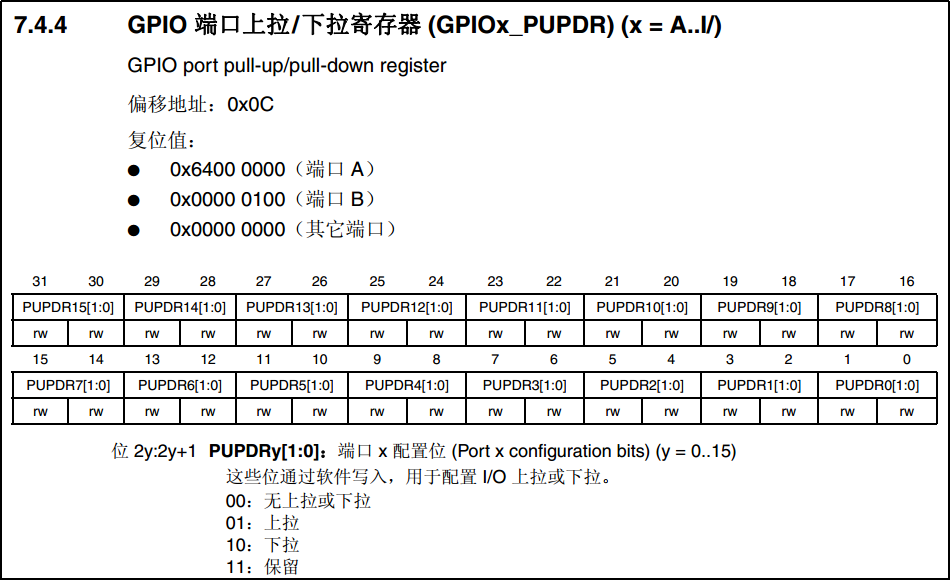 7.4.4 GPIO 端口上拉/下拉寄存器 (GPIOx_PUPDR) (x = A..I/)
GPIO port pull-up/pull-down register
偏移地址：0x0C
复位值：
● 0x6400 0000（端口 A）
● 0x0000 0100（端口 B）
● 0x0000 0000（其它端口）
31 30 29 28 27 26 25 24 23 22 21 20 19 18 17 16
PUPDR15[1:0] PUPDR14[1:0] PUPDR13[1:0] PUPDR12[1:0] PUPDR11[1:0] PUPDR10[1:0] PUPDR9[1:0] PUPDR8[1:0]
rw rw rw rw rw rw rw rw rw rw rw rw rw rw rw rw
15 14 13 12 11 10 9 8 7 6 5 4 3 2 1 0
PUPDR7[1:0] PUPDR6[1:0] PUPDR5[1:0] PUPDR4[1:0] PUPDR3[1:0] PUPDR2[1:0] PUPDR1[1:0] PUPDR0[1:0]
rw rw rw rw rw rw rw rw rw rw rw rw rw rw rw rw
位 2y:2y+1 PUPDRy[1:0]：端口 x 配置位 (Port x configuration bits) (y = 0..15)
这些位通过软件写入，用于配置 I/O 上拉或下拉。
00：无上拉或下拉
01：上拉
10：下拉
11：保留